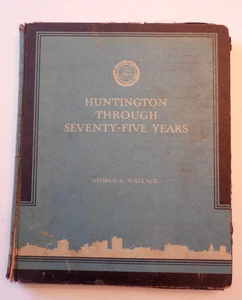 HUNTINGTON
THROUGH
SEVENTY-FIVE YEARS
GEORGE S. WALLACE